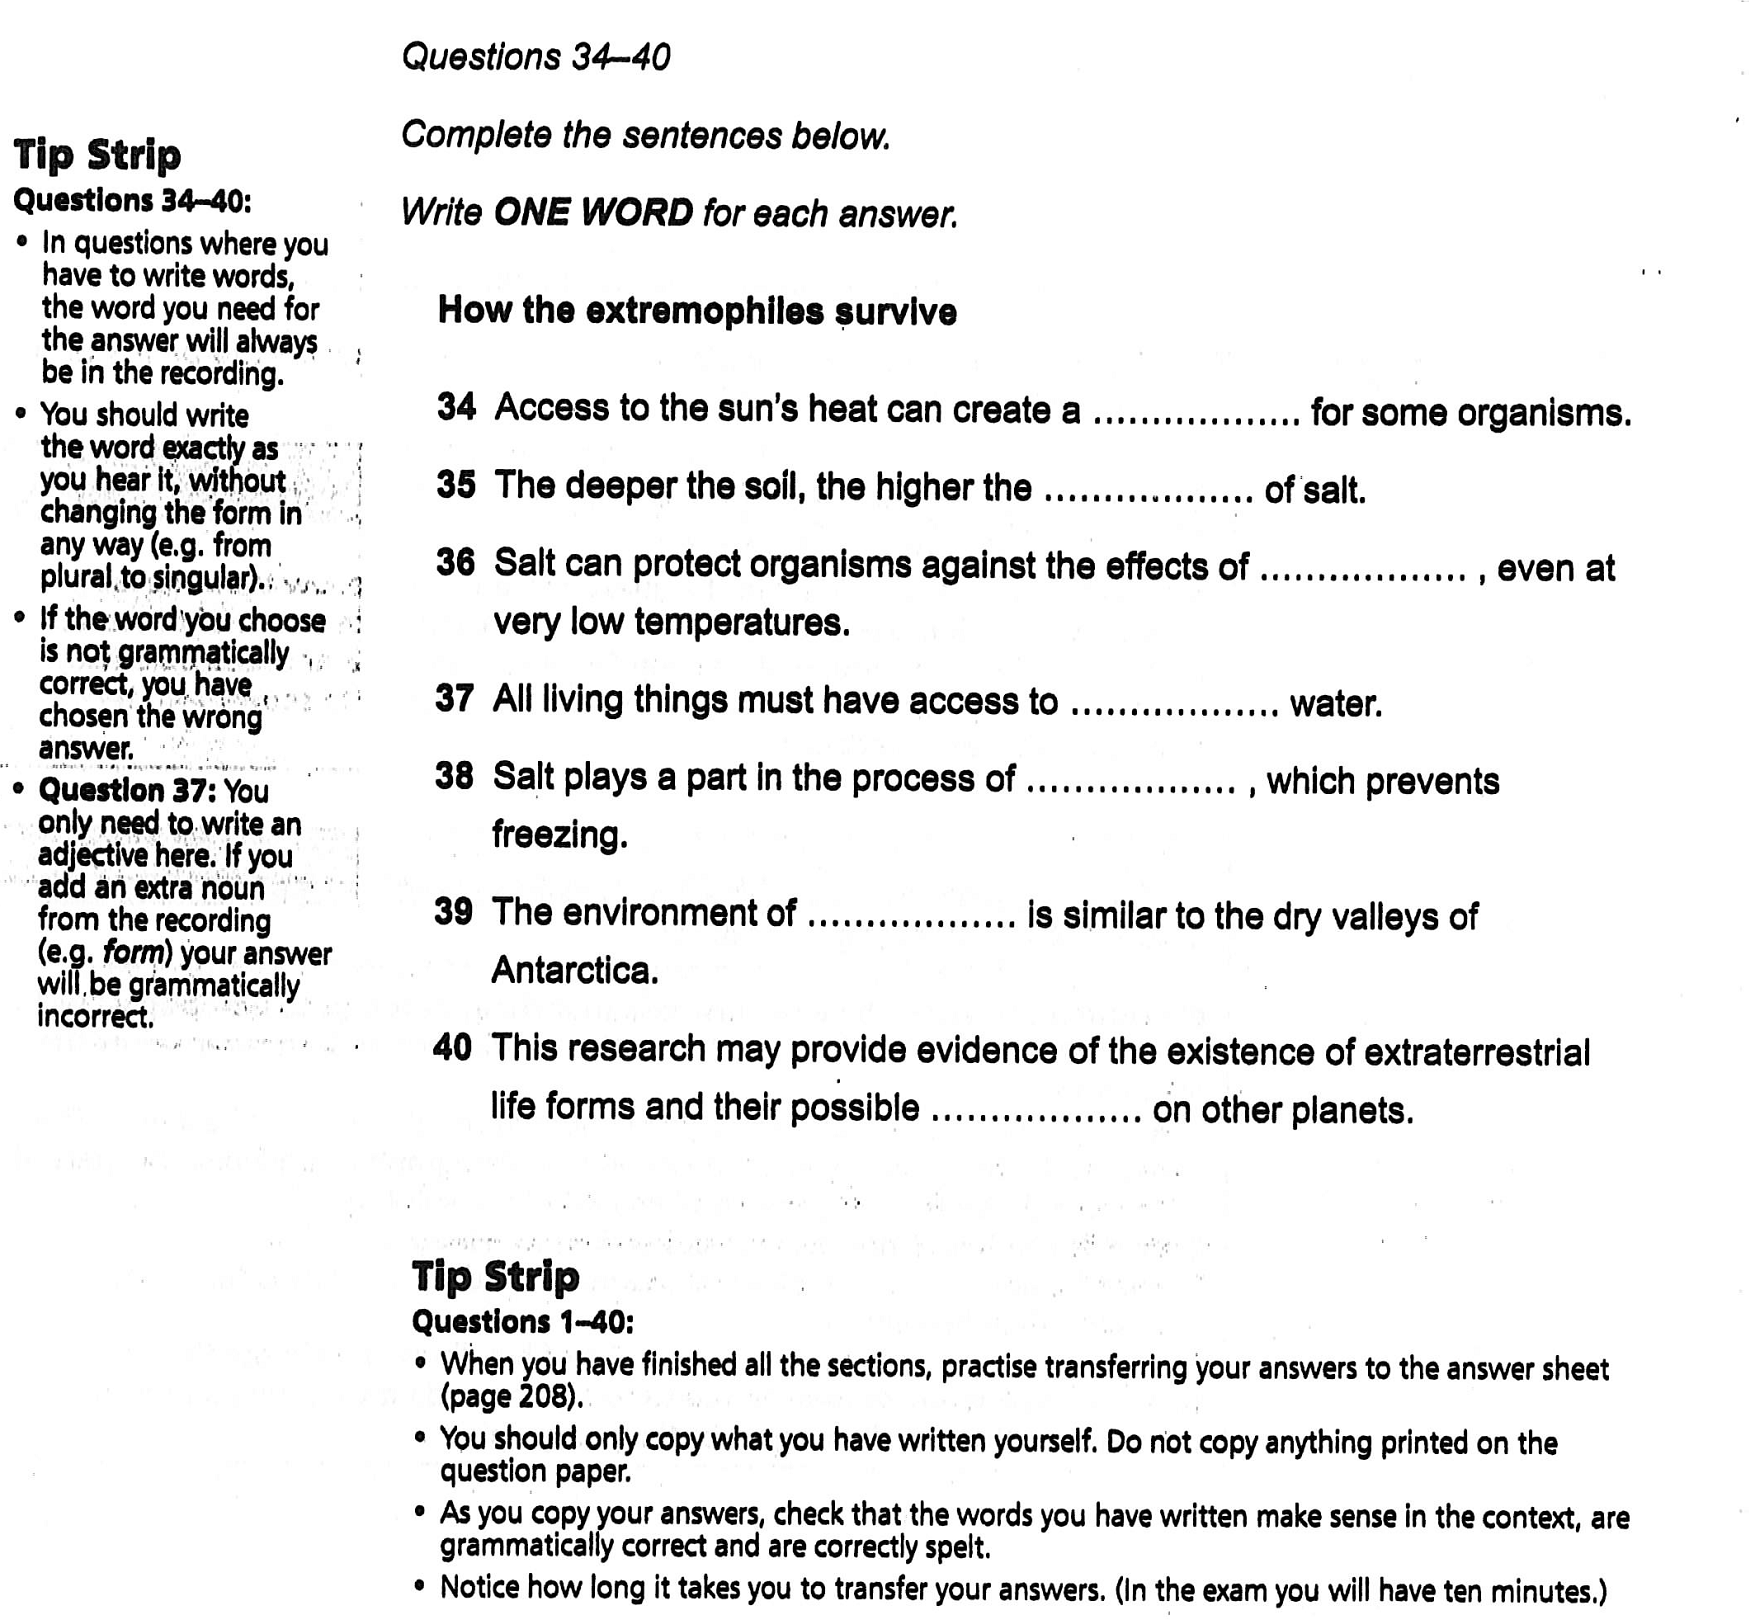 Questions 34–40
Complete the sentences below.
Write ONE WORD for each answer.
Tip Strip
Questions 34–40:
• In questions where you
have to write words,
the word you need for
the answer will always
be in the recording.
• You should write
the word exactly as
you hear it, without
changing the form in
any way (e.g. from
plural to singular).
• If the word you choose
is not grammatically
correct, you have
chosen the wrong
answer.
• Question 37: You
only need to write an
adjective here. If you
add an extra noun
from the recording
(e.g. form) your answer
will be grammatically
incorrect.
How the extremophiles survive
34 Access to the sun's heat can create a .................. for some organisms.
35 The deeper the soil, the higher the .................. of salt.
36 Salt can protect organisms against the effects of .................. , even at
very low temperatures.
37 All living things must have access to .................. water.
38 Salt plays a part in the process of .................. , which prevents
freezing.
39 The environment of .................. is similar to the dry valleys of
Antarctica.
40 This research may provide evidence of the existence of extraterrestrial
life forms and their possible .................. on other planets.
Tip Strip
Questions 1–40:
• When you have finished all the sections, practise transferring your answers to the answer sheet
(page 208).
• You should only copy what you have written yourself. Do not copy anything printed on the
question paper.
• As you copy your answers, check that the words you have written make sense in the context, are
grammatically correct and are correctly spelt.
• Notice how long it takes you to transfer your answers. (In the exam you will have ten minutes.)